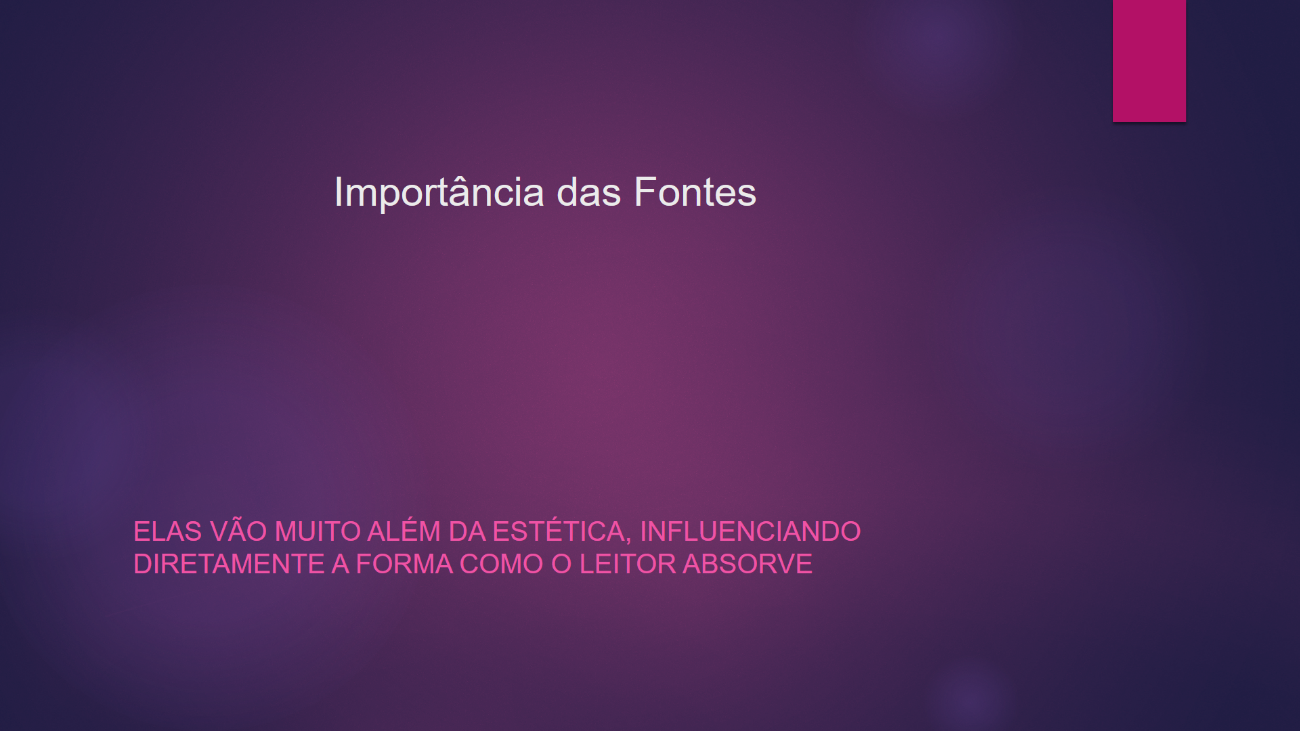 Importância das Fontes
ELAS VÃO MUITO ALÉM DA ESTÉTICA, INFLUENCIANDO
DIRETAMENTE A FORMA COMO O LEITOR ABSORVE